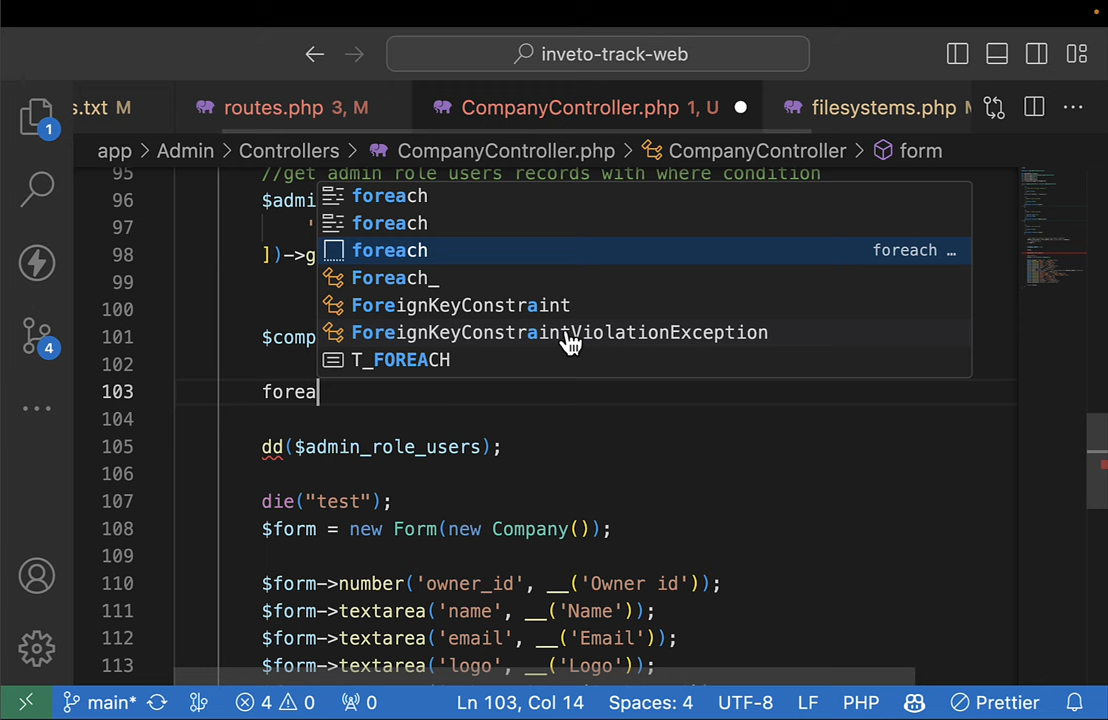 inveto-track-web
s.txt M
routes.php 3, M
CompanyController.php 1, U
filesystems.php M
app > Admin > Controllers > CompanyController.php > CompanyController > form
95 //get admin role users records with where condition
96 $admi
97 '
98 ])->g
99
100
101 $comp
102
103 forea
104
105 dd($admin_role_users);
106
107 die("test");
108 $form = new Form(new Company());
109
110 $form->number('owner_id', __('Owner id'));
111 $form->textarea('name', __('Name'));
112 $form->textarea('email', __('Email'));
113 $form->textarea('logo', __('Logo'));
foreach
foreach
foreach foreach …
Foreach_
ForeignKeyConstraint
ForeignKeyConstraintViolationException
T_FOREACH
1
4
main* 4 0 0 Ln 103, Col 14 Spaces: 4 UTF-8 LF PHP Prettier